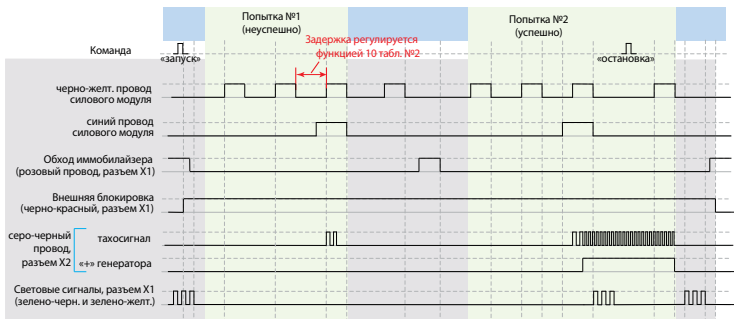 Попытка №1
(неуспешно)
Попытка №2
(успешно)
Задержка регулируется
функцией 10 табл. №2
Команда
«запуск»
«остановка»
черно-желт. провод
силового модуля
синий провод
силового модуля
Обход иммобилайзера
(розовый провод, разъем X1)
Внешняя блокировка
(черно-красный, разъем X1)
серо-черный
провод,
разъем X2
тахосигнал
«+» генератора
Световые сигналы, разъем X1
(зелено-черн. и зелено-желт.)